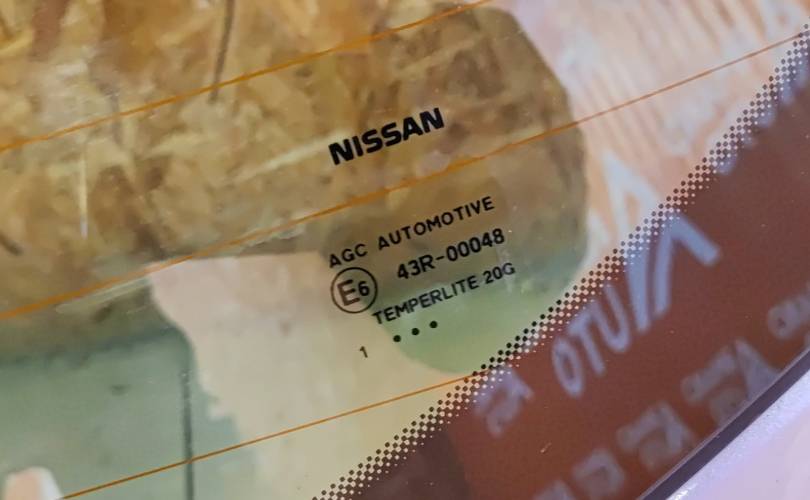 NISSAN
AGC AUTOMOTIVE
E6 43R-00048
TEMPERLITE 20G
1